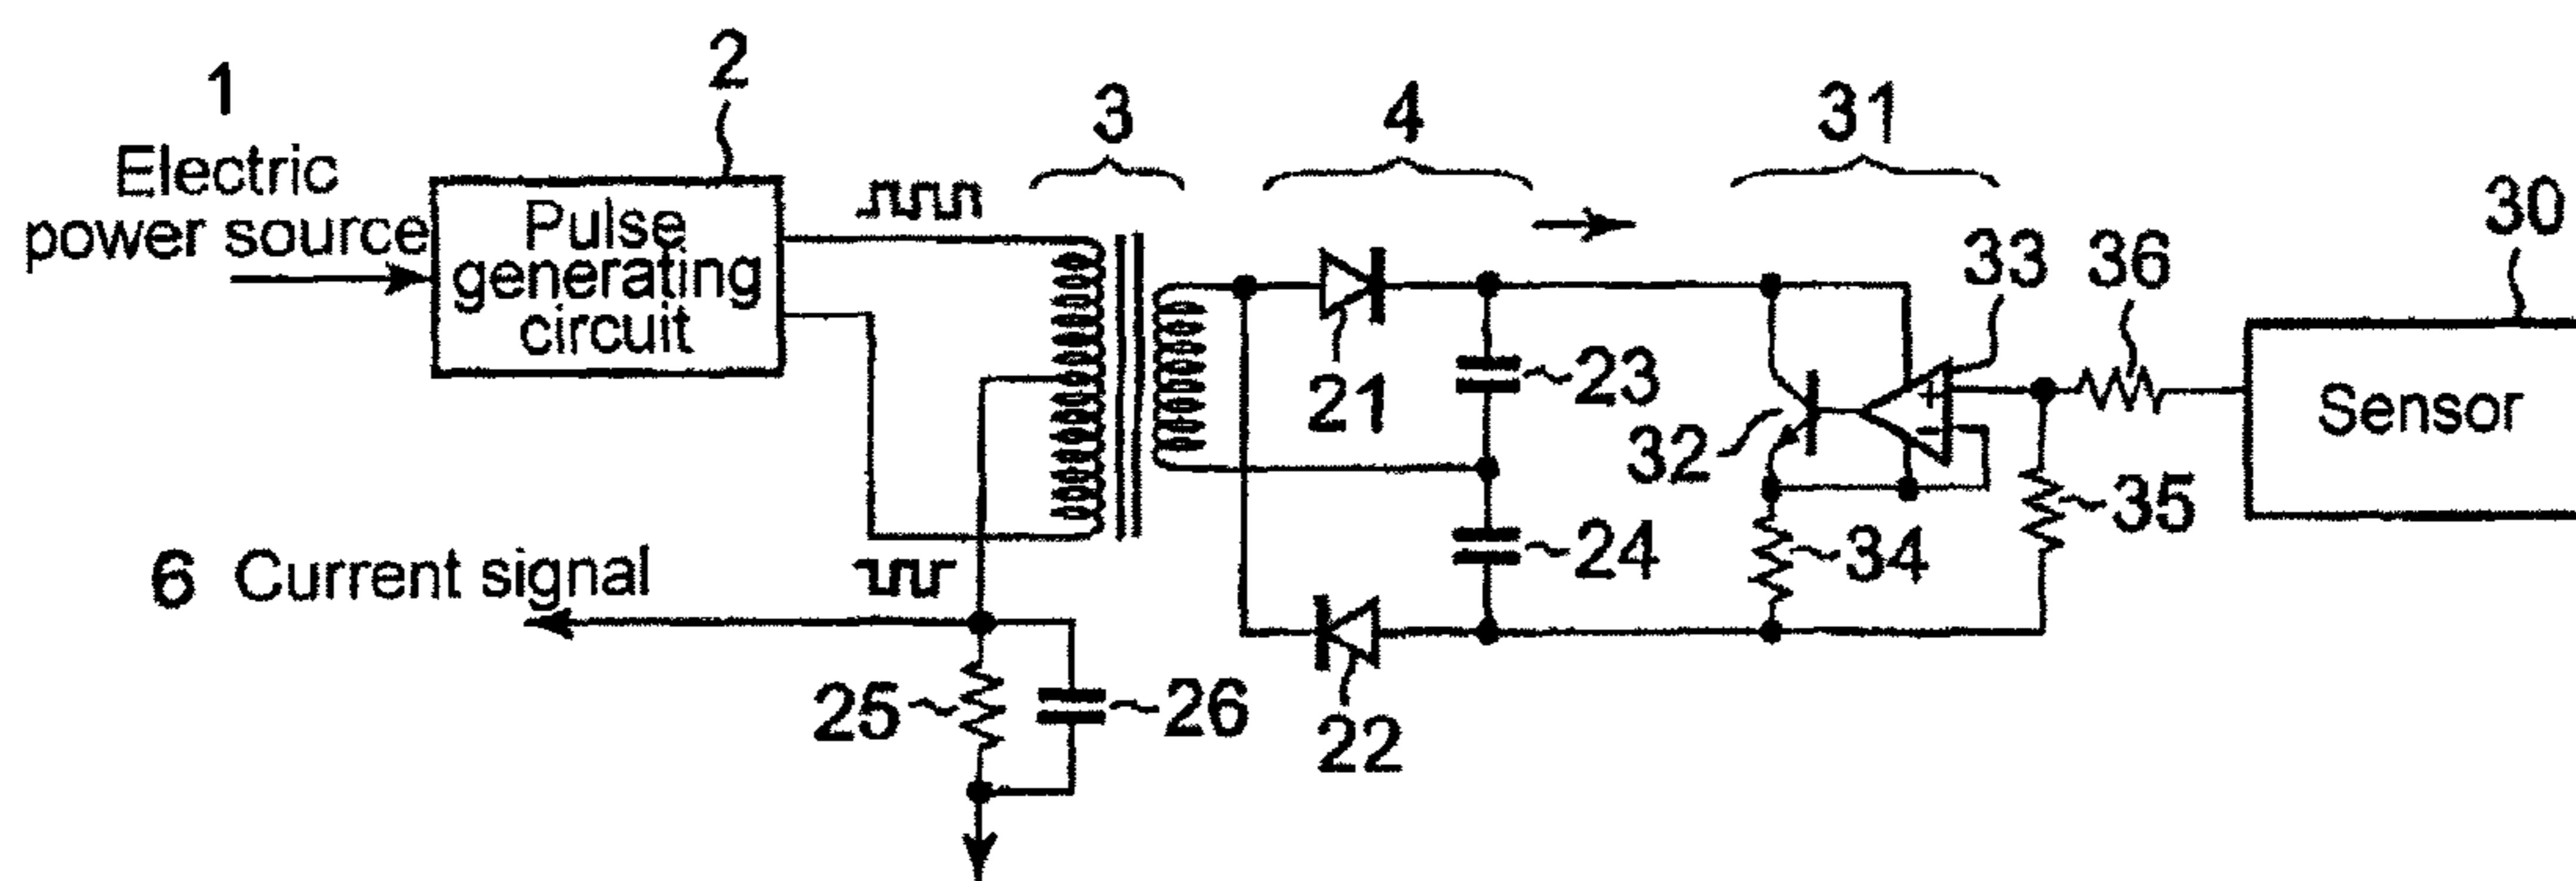 1
Electric
power source
2
Pulse
generating
circuit
3
4
31
33
36
30
Sensor
21
23
32
+
−
35
24
34
22
6 Current signal
25
26